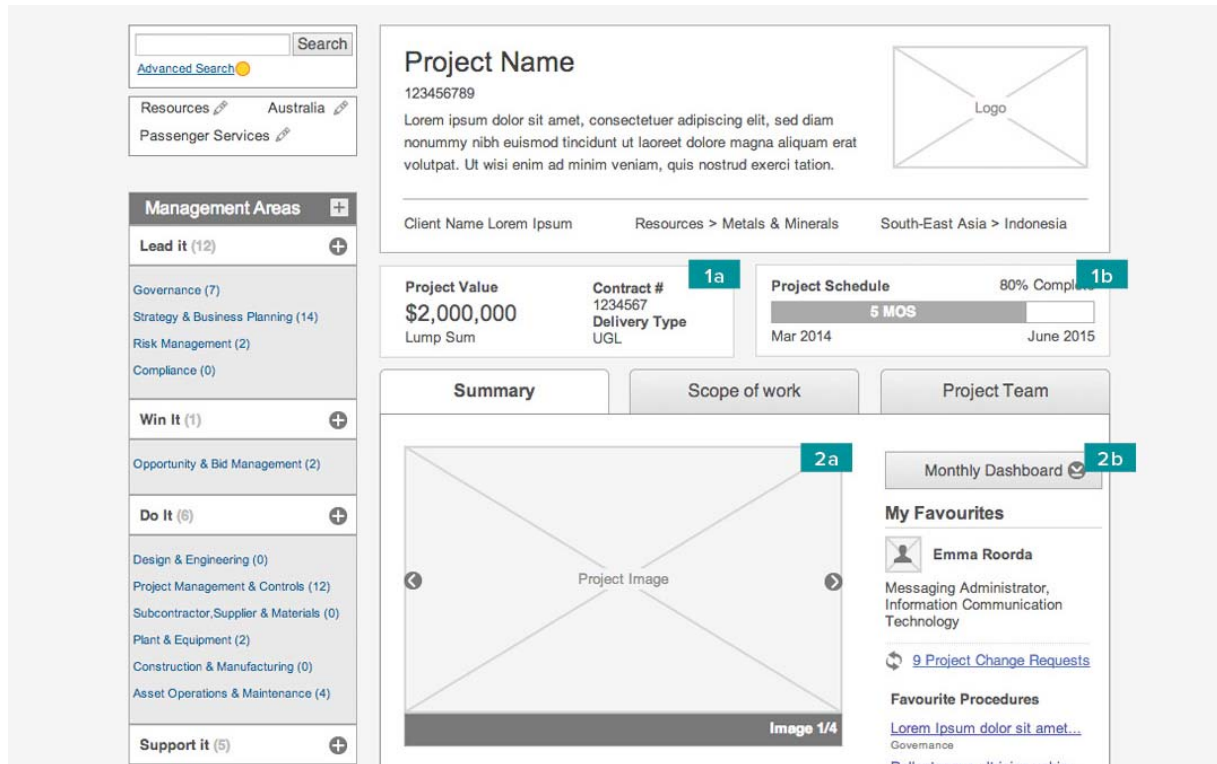 Search
Advanced Search
Resources
Australia
Passenger Services
Management Areas
Lead it (12)
Governance (7)
Strategy & Business Planning (14)
Risk Management (2)
Compliance (0)
Win It (1)
Opportunity & Bid Management (2)
Do It (6)
Design & Engineering (0)
Project Management & Controls (12)
Subcontractor,Supplier & Materials (0)
Plant & Equipment (2)
Construction & Manufacturing (0)
Asset Operations & Maintenance (4)
Support it (5)
Project Name
123456789
Lorem ipsum dolor sit amet, consectetuer adipiscing elit, sed diam
nonummy nibh euismod tincidunt ut laoreet dolore magna aliquam erat
volutpat. Ut wisi enim ad minim veniam, quis nostrud exerci tation.
Logo
Client Name Lorem Ipsum
Resources > Metals & Minerals
South-East Asia > Indonesia
1a
Project Value
$2,000,000
Lump Sum
Contract #
1234567
Delivery Type
UGL
1b
Project Schedule
80%
5 MOS
Mar 2014
June 2015
Summary
Scope of work
Project Team
2a
Project Image
Image 1/4
2b
Monthly Dashboard
My Favourites
Emma Roorda
Messaging Administrator,
Information Communication
Technology
9 Project Change Requests
Favourite Procedures
Lorem Ipsum dolor sit amet...
Governance